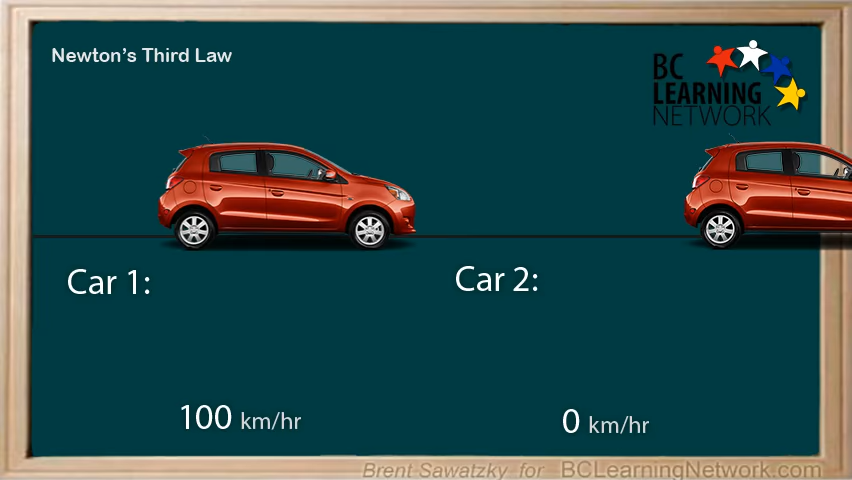 Newton's Third Law
BC
LEARNING
NETWORK
Car 1:
Car 2:
100 km/hr
0 km/hr
Brent Sawatzky for BCLearningNetwork.com